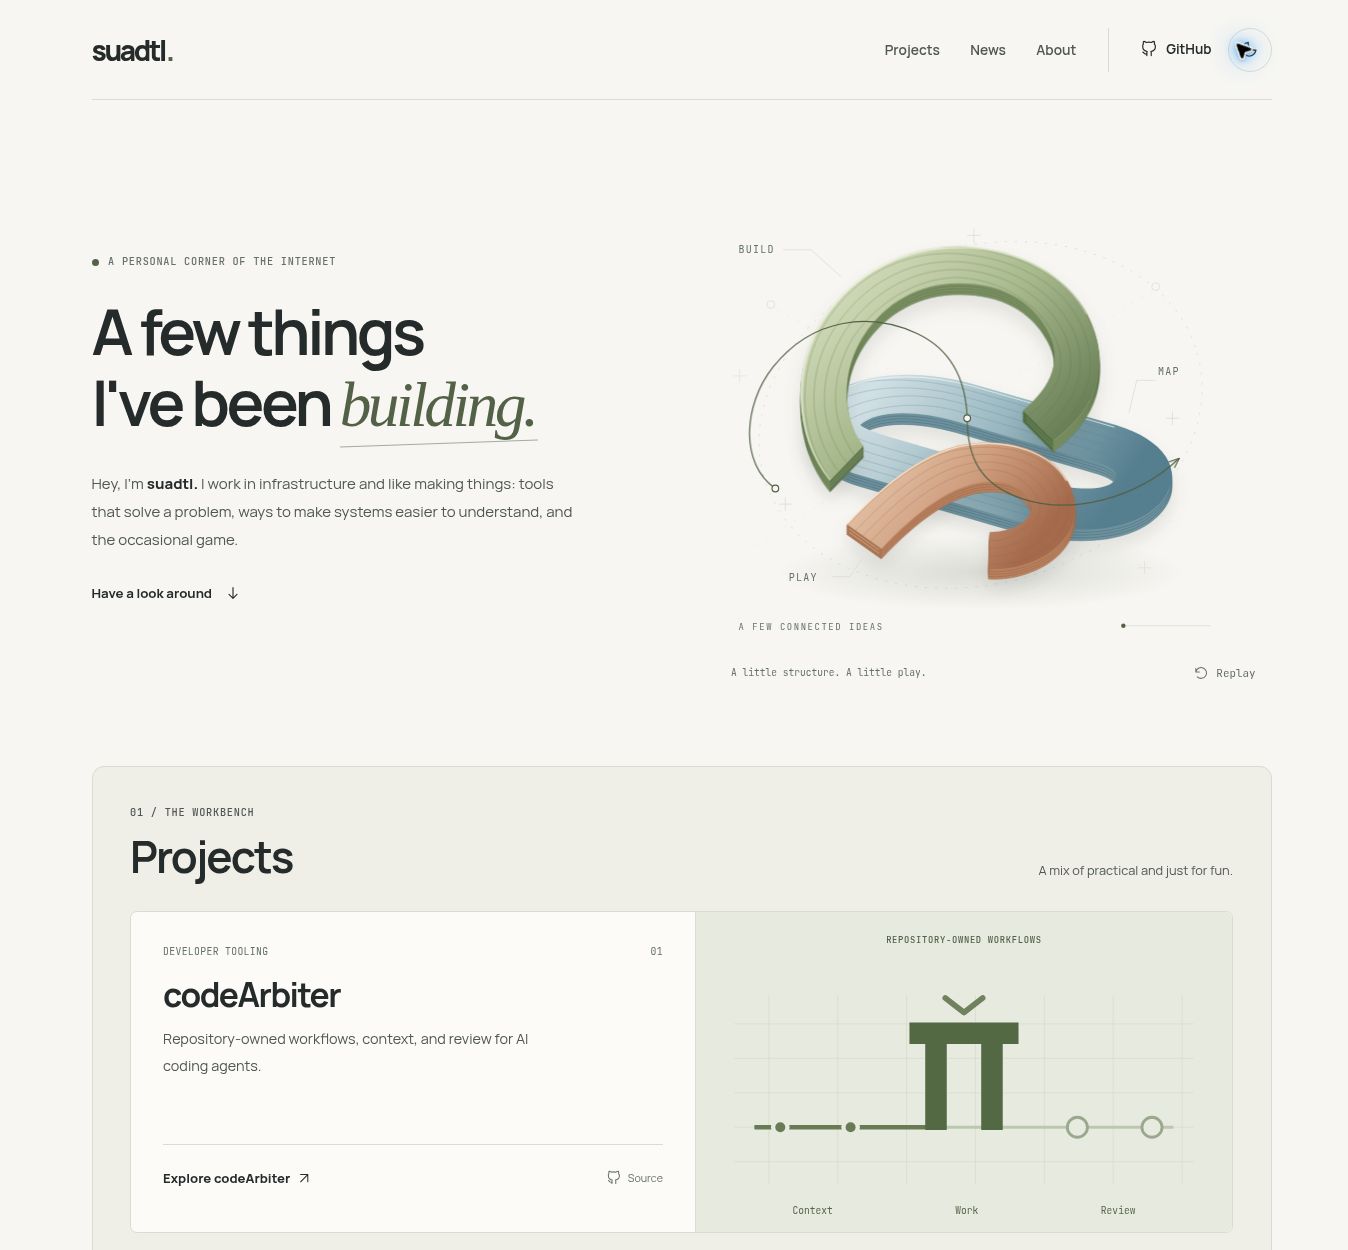 suadtl.
Projects
News
About
GitHub
A PERSONAL CORNER OF THE INTERNET
A few things
I've been building.
Hey, I'm suadtl. I work in infrastructure and like making things: tools
that solve a problem, ways to make systems easier to understand, and
the occasional game.
Have a look around
BUILD
MAP
PLAY
A FEW CONNECTED IDEAS
A little structure. A little play.
Replay
01 / THE WORKBENCH
Projects
A mix of practical and just for fun.
DEVELOPER TOOLING
01
codeArbiter
Repository-owned workflows, context, and review for AI
coding agents.
Explore codeArbiter
Source
REPOSITORY-OWNED WORKFLOWS
Context
Work
Review